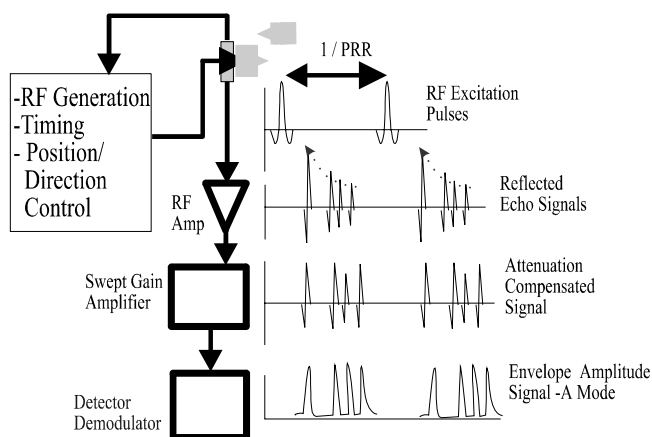 1 / PRR
-RF Generation
-Timing
- Position/
Direction
Control
RF Excitation
Pulses
RF
Amp
Reflected
Echo Signals
Swept Gain
Amplifier
Attenuation
Compensated
Signal
Detector
Demodulator
Envelope Amplitude
Signal -A Mode